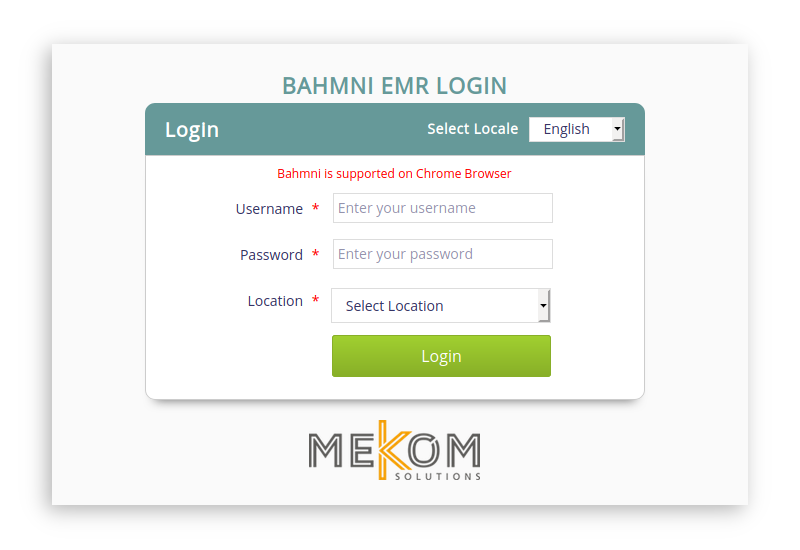 BAHMNI EMR LOGIN
LogIn Select Locale English
Bahmni is supported on Chrome Browser
Username * Enter your username
Password * Enter your password
Location * Select Location
Login
MEKOM
SOLUTIONS